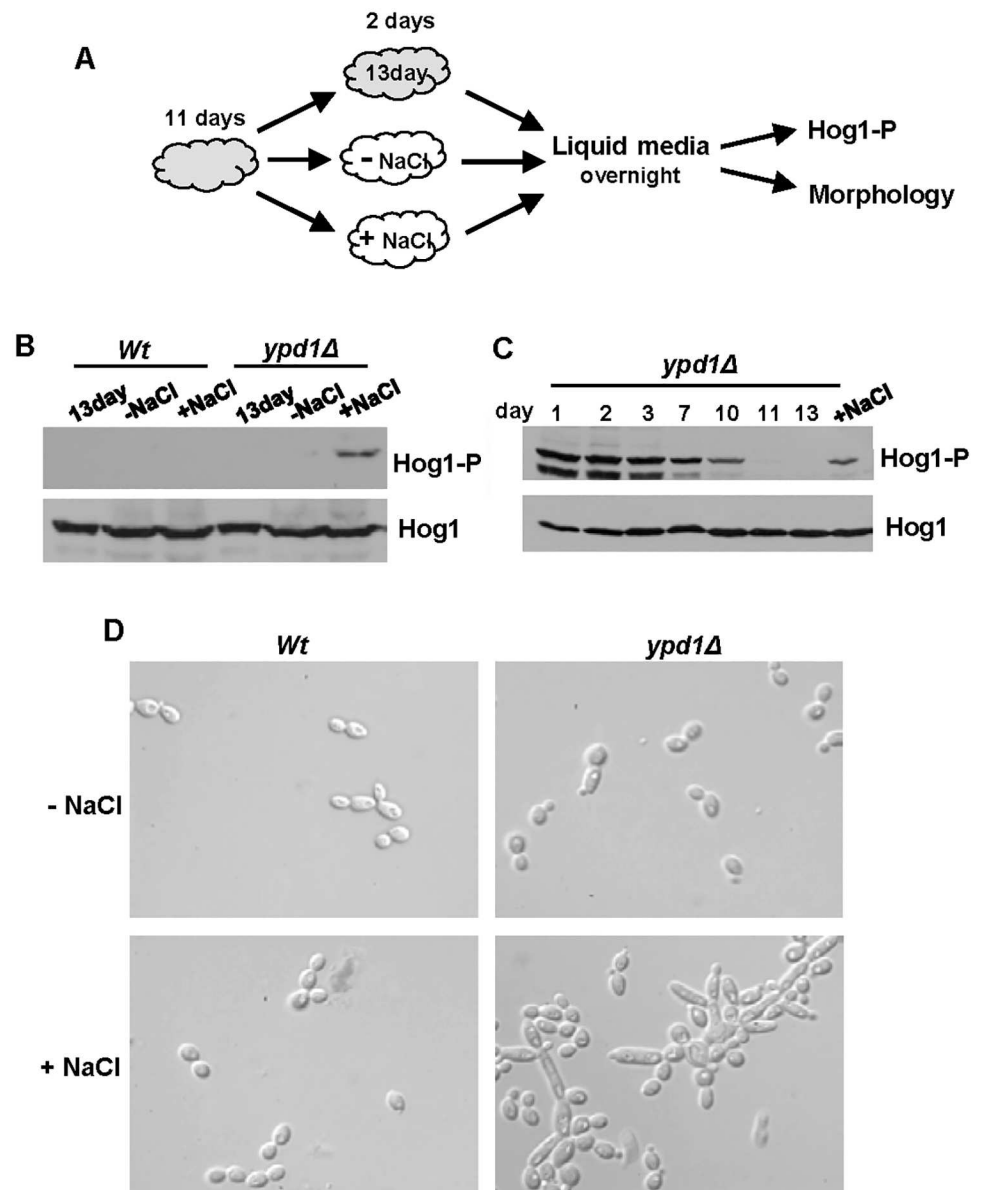 A
2 days
13day
11 days
- NaCl
+ NaCl
Liquid media
overnight
Hog1-P
Morphology
B
Wt
ypd1Δ
13day
-NaCl
+NaCl
13day
-NaCl
+NaCl
Hog1-P
Hog1
C
ypd1Δ
day 1 2 3 7 10 11 13 +NaCl
Hog1-P
Hog1
D
Wt
ypd1Δ
- NaCl
+ NaCl